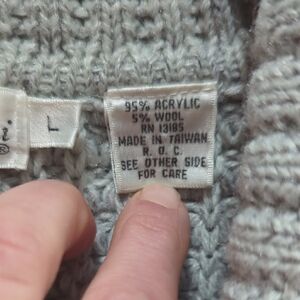 i®
L
95% ACRYLIC
5% WOOL
RN 13185
MADE IN TAIWAN
R. O. C.
SEE OTHER SIDE
FOR CARE